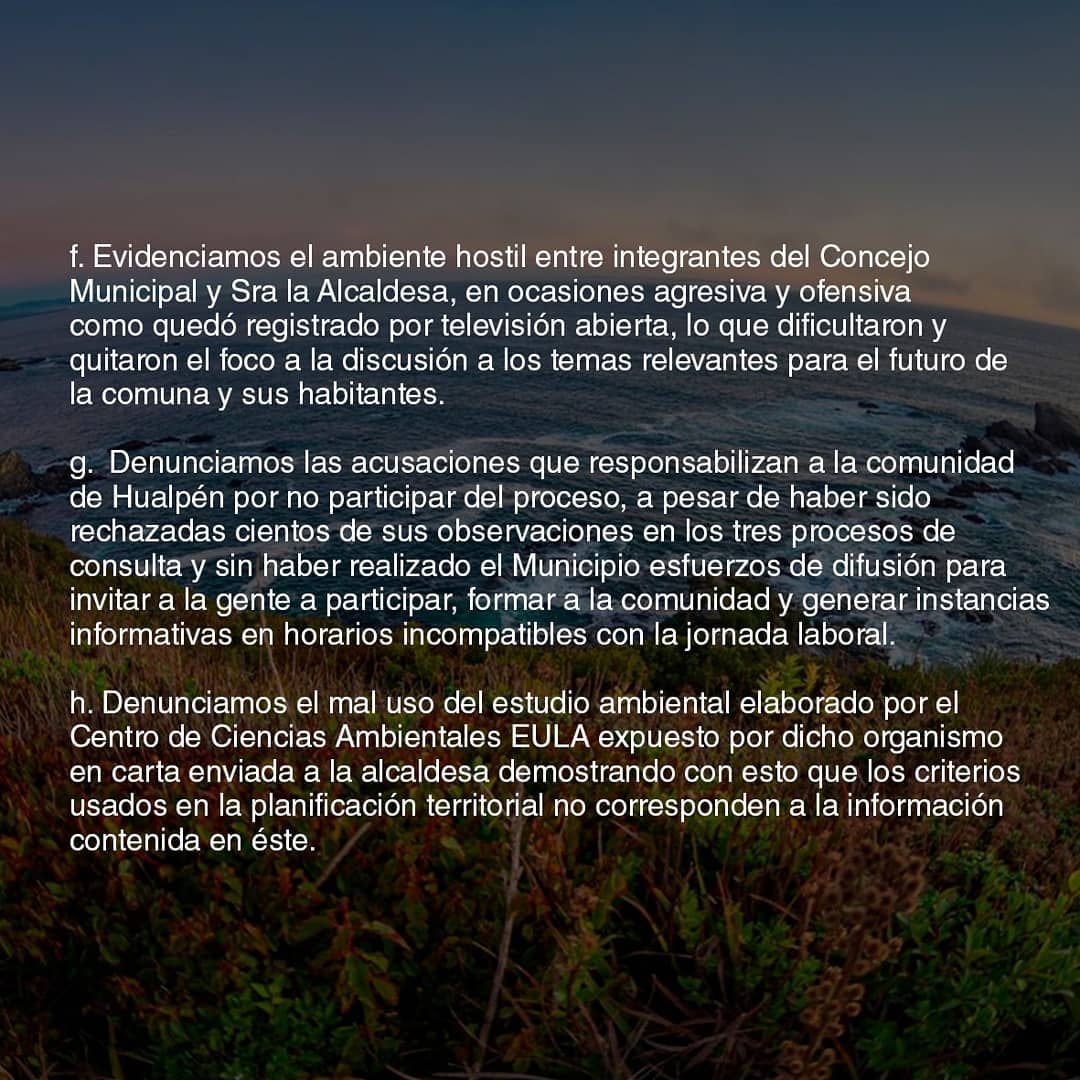 f. Evidenciamos el ambiente hostil entre integrantes del Concejo
Municipal y Sra la Alcaldesa, en ocasiones agresiva y ofensiva
como quedó registrado por televisión abierta, lo que dificultaron y
quitaron el foco a la discusión a los temas relevantes para el futuro de
la comuna y sus habitantes.
g. Denunciamos las acusaciones que responsabilizan a la comunidad
de Hualpén por no participar del proceso, a pesar de haber sido
rechazadas cientos de sus observaciones en los tres procesos de
consulta y sin haber realizado el Municipio esfuerzos de difusión para
invitar a la gente a participar, formar a la comunidad y generar instancias
informativas en horarios incompatibles con la jornada laboral.
h. Denunciamos el mal uso del estudio ambiental elaborado por el
Centro de Ciencias Ambientales EULA expuesto por dicho organismo
en carta enviada a la alcaldesa demostrando con esto que los criterios
usados en la planificación territorial no corresponden a la información
contenida en éste.